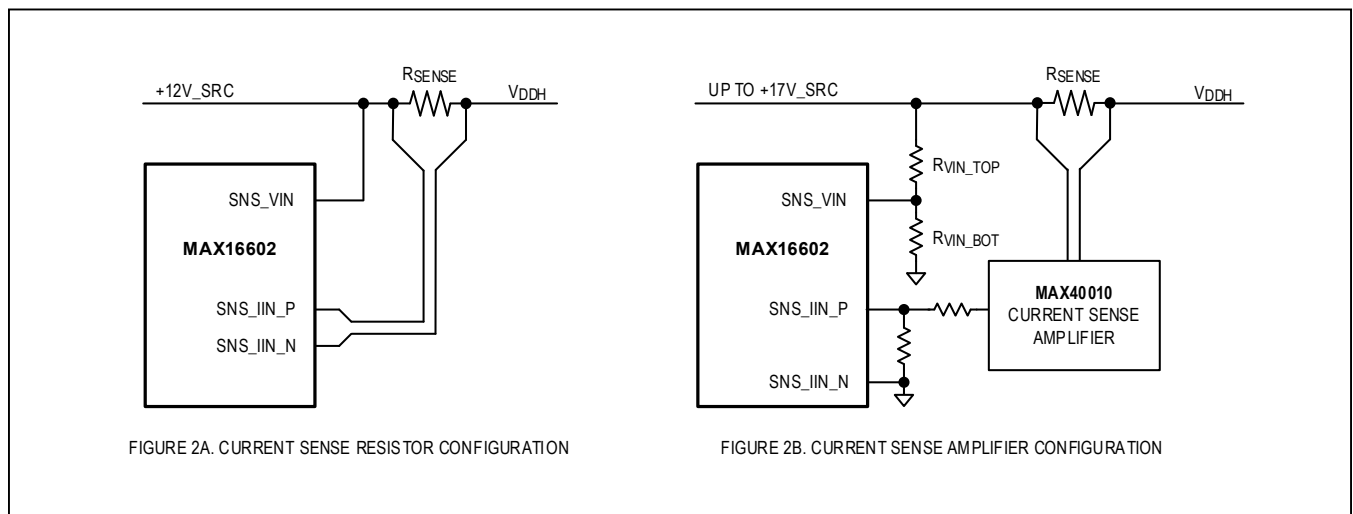 +12V_SRC
RSENSE
VDDH
SNS_VIN
MAX16602
SNS_IIN_P
SNS_IIN_N
FIGURE 2A. CURRENT SENSE RESISTOR CONFIGURATION
UP TO +17V_SRC
RSENSE
VDDH
RVIN_TOP
SNS_VIN
RVIN_BOT
MAX16602
SNS_IIN_P
SNS_IIN_N
MAX40010
CURRENT SENSE
AMPLIFIER
FIGURE 2B. CURRENT SENSE AMPLIFIER CONFIGURATION